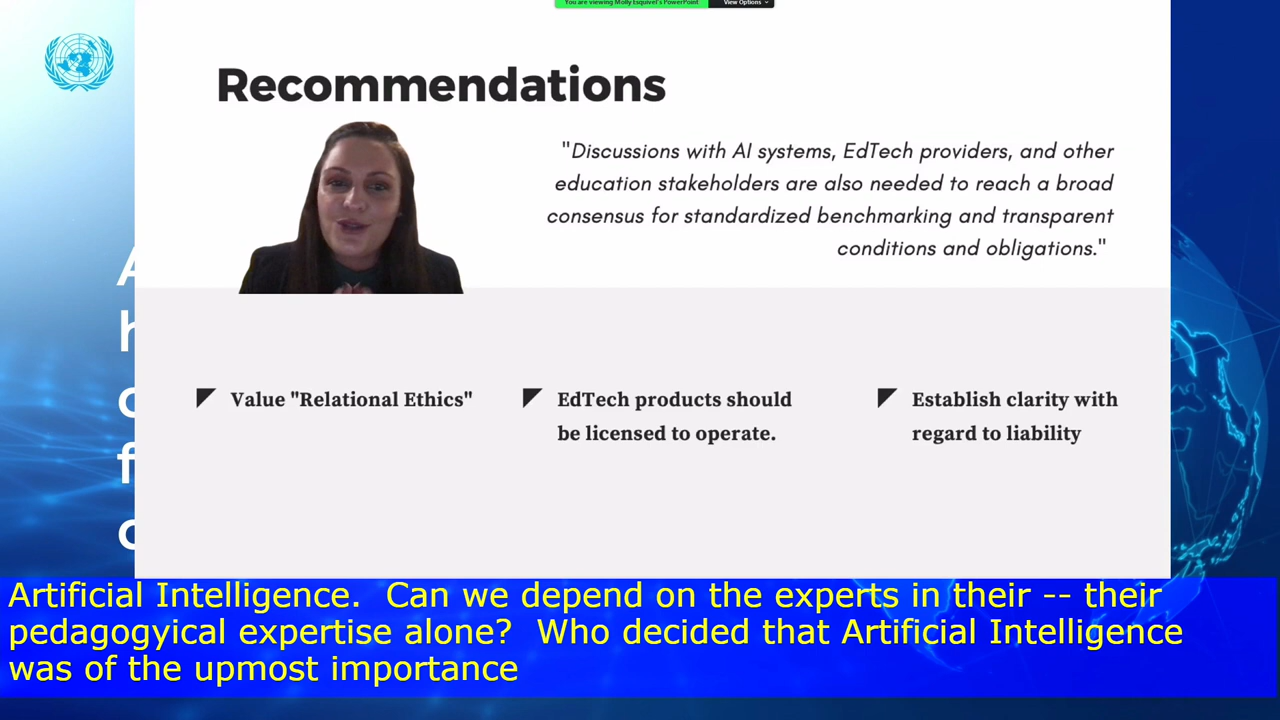 You are viewing Molly Esquivel's PowerPoint View Options
Recommendations
"Discussions with AI systems, EdTech providers, and other
education stakeholders are also needed to reach a broad
consensus for standardized benchmarking and transparent
conditions and obligations."
Value "Relational Ethics"
EdTech products should
be licensed to operate.
Establish clarity with
regard to liability
Artificial Intelligence.  Can we depend on the experts in their -- their
pedagogyical expertise alone?  Who decided that Artificial Intelligence
was of the upmost importance